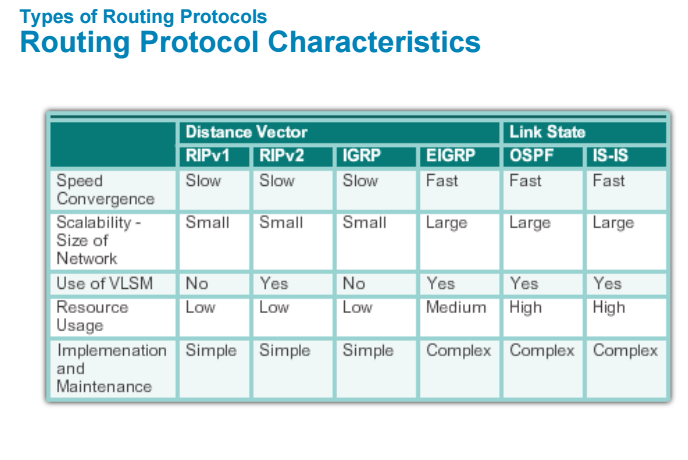 Types of Routing Protocols
Routing Protocol Characteristics
Distance Vector Link State
RIPv1 RIPv2 IGRP EIGRP OSPF IS-IS
Speed Convergence Slow Slow Slow Fast Fast Fast
Scalability - Size of Network Small Small Small Large Large Large
Use of VLSM No Yes No Yes Yes Yes
Resource Usage Low Low Low Medium High High
Implemenation and Maintenance Simple Simple Simple Complex Complex Complex